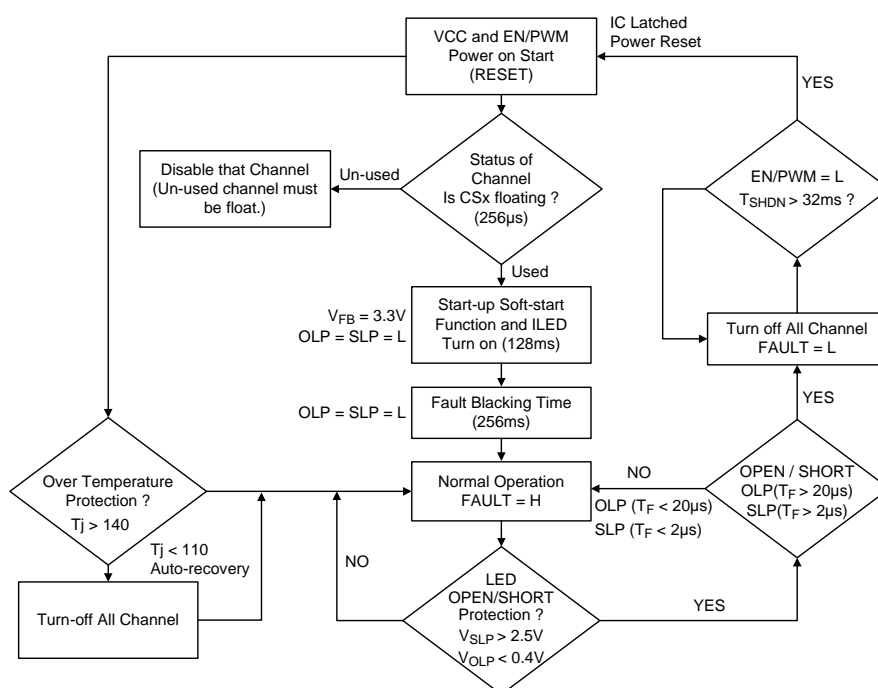 VCC and EN/PWM
Power on Start
(RESET)
IC Latched
Power Reset
YES
Status of
Channel
Is CSx floating ?
(256µs)
Un-used
Disable that Channel
(Un-used channel must
be float.)
EN/PWM = L
TSHDN > 32ms ?
Used
VFB = 3.3V
OLP = SLP = L
Start-up Soft-start
Function and ILED
Turn on (128ms)
Turn off All Channel
FAULT = L
OLP = SLP = L
Fault Blacking Time
(256ms)
YES
Over Temperature
Protection ?
Tj > 140
Normal Operation
FAULT = H
NO
OLP (TF < 20µs)
SLP (TF < 2µs)
OPEN / SHORT
OLP(TF > 20µs)
SLP(TF > 2µs)
Tj < 110
Auto-recovery
NO
Turn-off All Channel
LED
OPEN/SHORT
Protection ?
VSLP > 2.5V
VOLP < 0.4V
YES